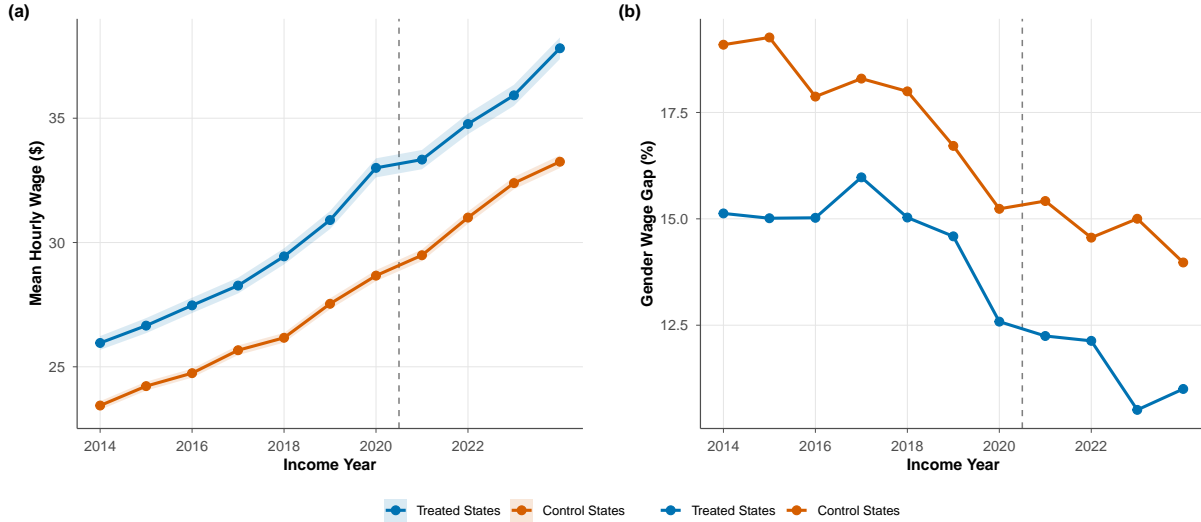 (a)
(b)
Mean Hourly Wage ($)
35
30
25
2014
2016
2018
2020
2022
Income Year
Gender Wage Gap (%)
17.5
15.0
12.5
2014
2016
2018
2020
2022
Income Year
Treated States
Control States
Treated States
Control States